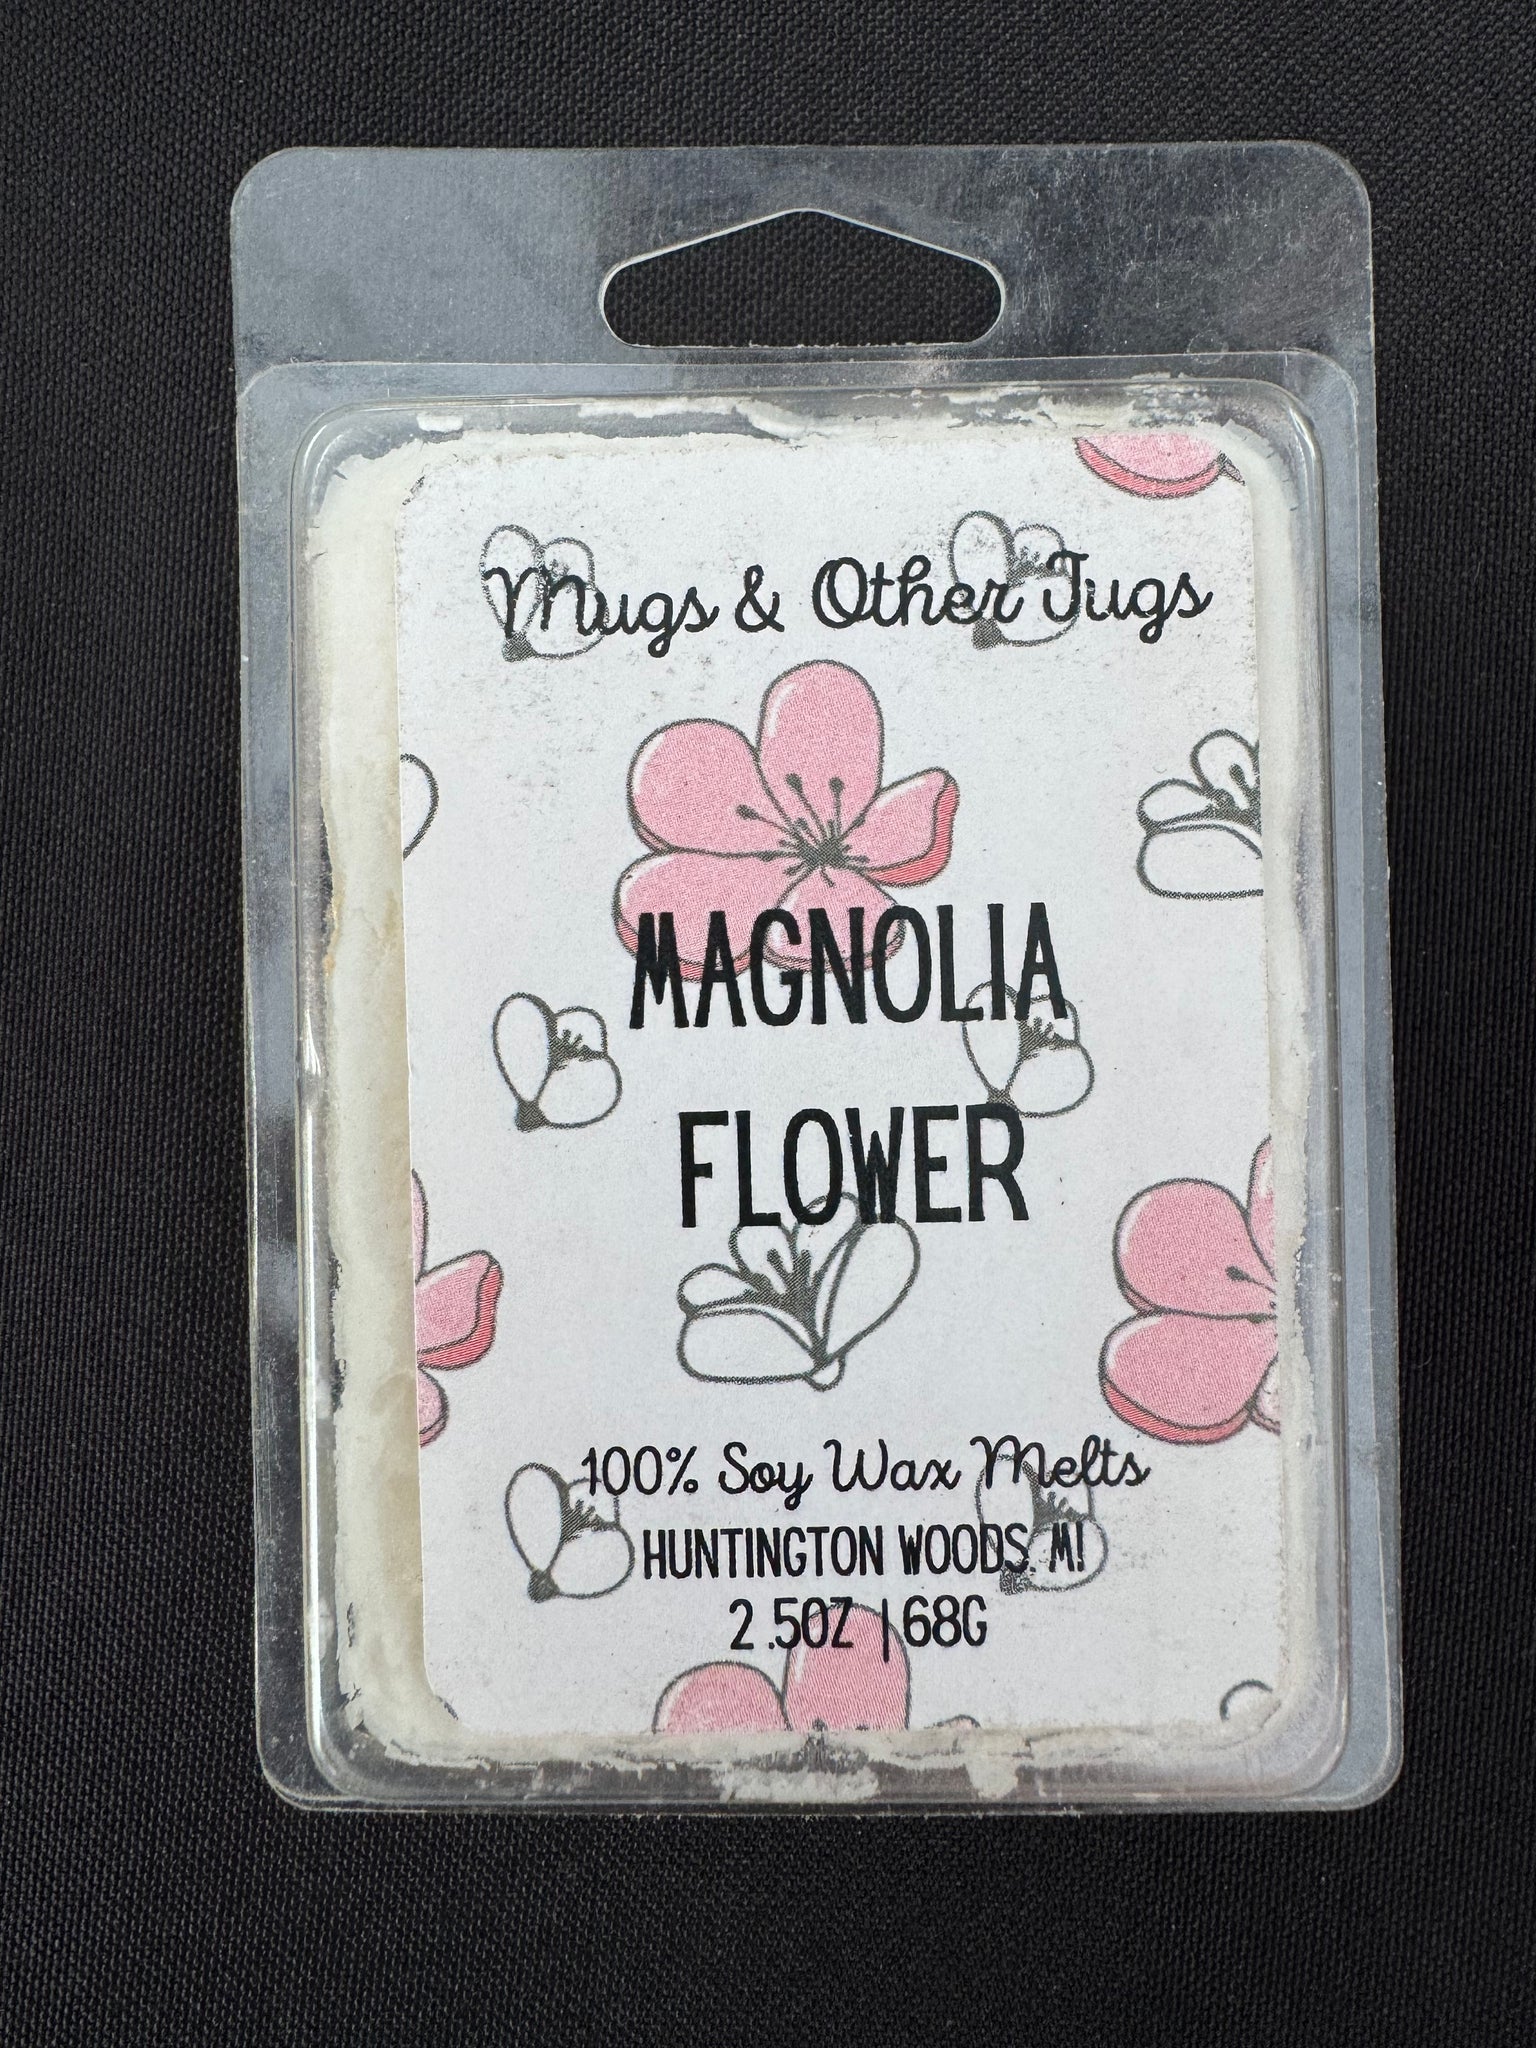 Mugs & Other Jugs
MAGNOLIA
FLOWER
100% Soy Wax Melts
HUNTINGTON WOODS, MI
2.5OZ | 68G